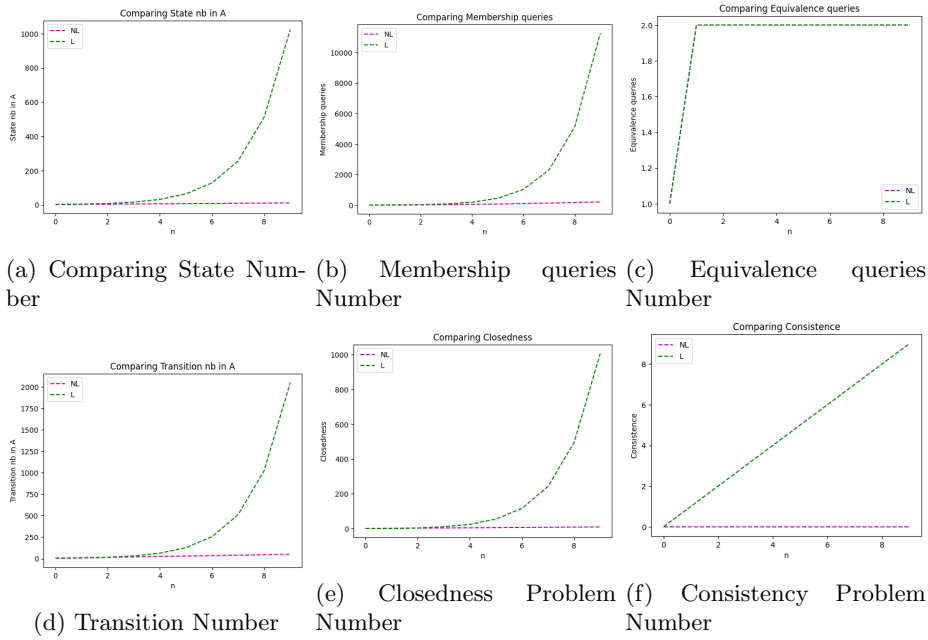 Comparing State nb in A
NL
L
State nb in A
1000
800
600
400
200
0
0 2 4 6 8
n
(a) Comparing State Num-
ber
Comparing Membership queries
NL
L
Membership queries
10000
8000
6000
4000
2000
0
0 2 4 6 8
n
(b) Membership queries
Number
Comparing Equivalence queries
Equivalence queries
2.0
1.8
1.6
1.4
1.2
1.0
NL
L
0 2 4 6 8
n
(c) Equivalence queries
Number
Comparing Transition nb in A
NL
L
Transition nb in A
2000
1750
1500
1250
1000
750
500
250
0
0 2 4 6 8
n
(d) Transition Number
Comparing Closedness
NL
L
Closedness
1000
800
600
400
200
0
0 2 4 6 8
n
(e) Closedness Problem
Number
Comparing Consistence
NL
L
Consistence
8
6
4
2
0
0 2 4 6 8
n
(f) Consistency Problem
Number